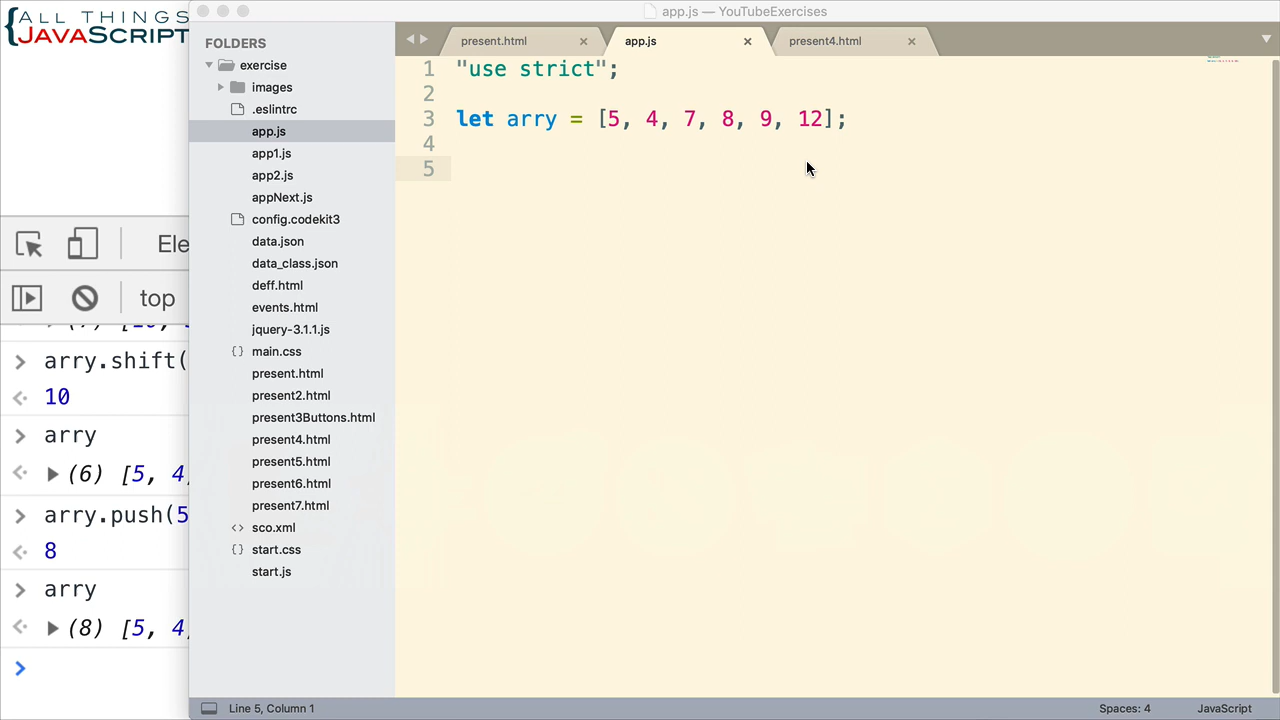 ALL THINGS
JAVASCRIPT
app.js — YouTubeExercises
FOLDERS
exercise
images
.eslintrc
app.js
app1.js
app2.js
appNext.js
config.codekit3
data.json
data_class.json
deff.html
events.html
jquery-3.1.1.js
main.css
present.html
present2.html
present3Buttons.html
present4.html
present5.html
present6.html
present7.html
sco.xml
start.css
start.js
present.html
app.js
present4.html
1 "use strict";
2
3 let arry = [5, 4, 7, 8, 9, 12];
4
5
Ele
top
arry.shift(
10
arry
(6) [5, 4,
arry.push(5
8
arry
(8) [5, 4,
Line 5, Column 1
Spaces: 4
JavaScript